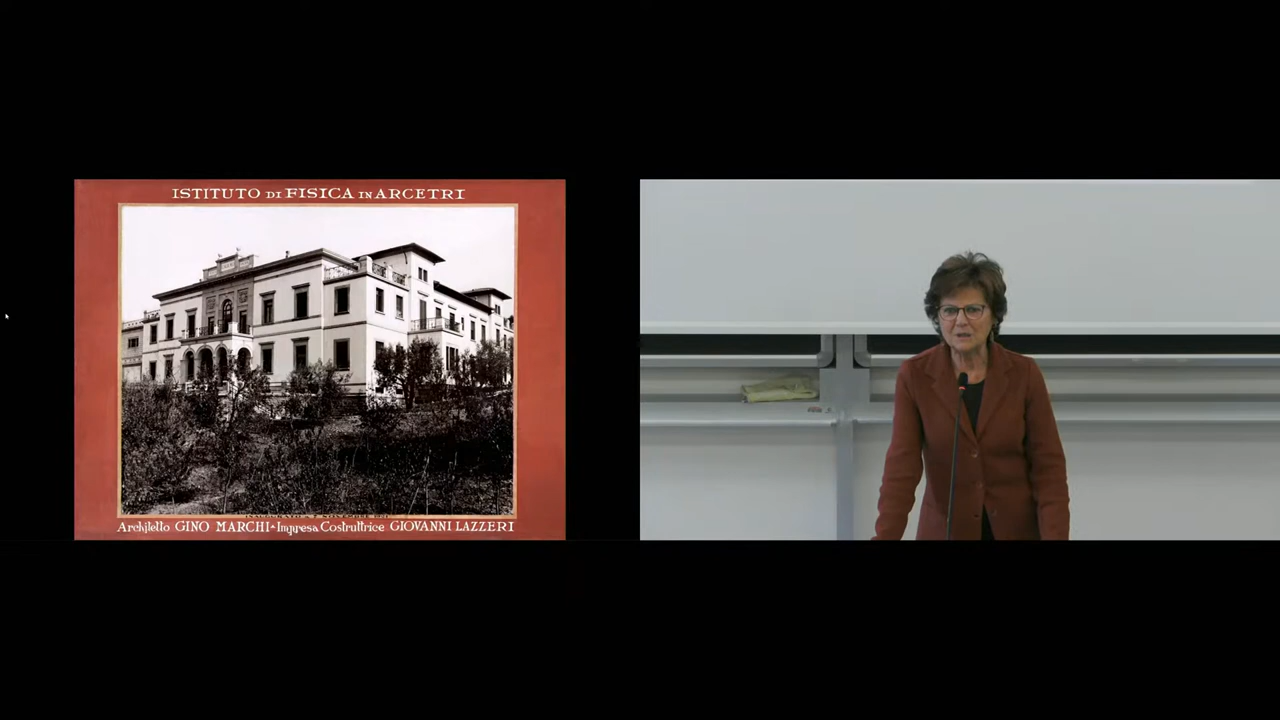 ISTITUTO DI FISICA IN ARCETRI
Architetto GINO MARCHI - Impresa Costruttrice GIOVANNI LAZZERI